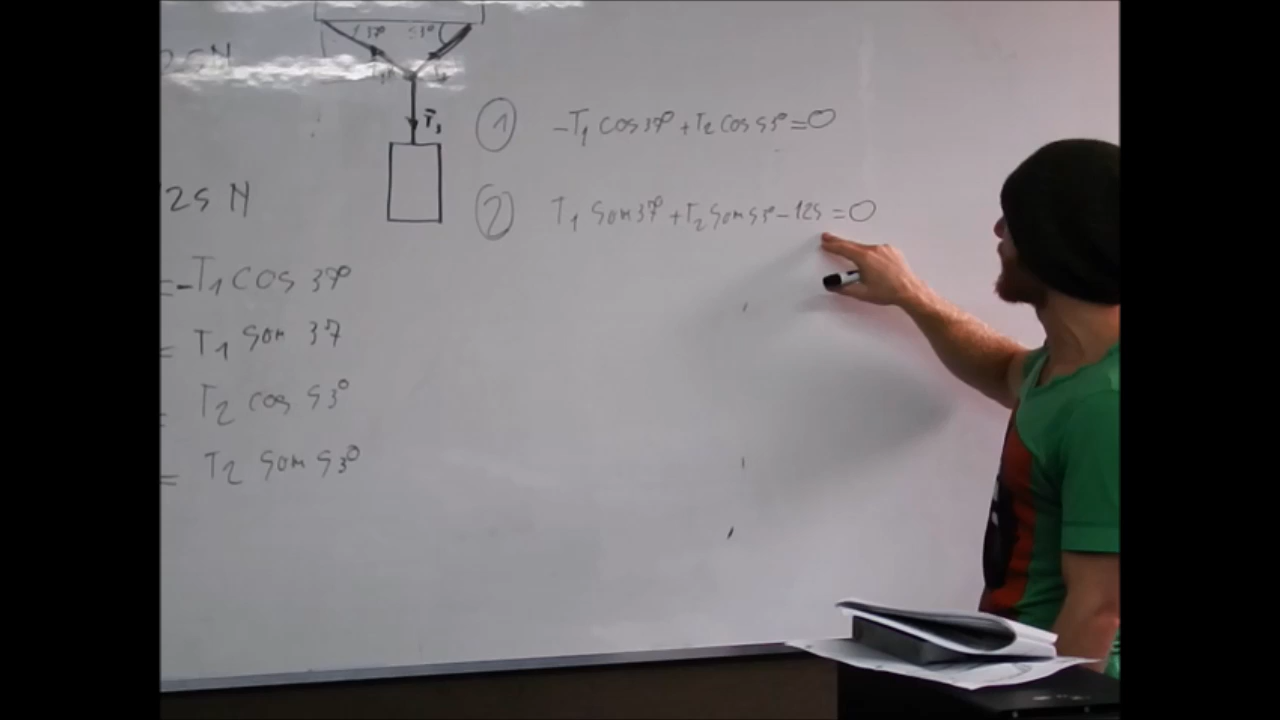 37° 53°
T₃
① -T₁ cos 37° + T₂ cos 53° = 0
② T₁ sen 37° + T₂ sen 53° - 125 = 0
25 N
= -T₁ cos 37°
= T₁ sen 37
= T₂ cos 53°
= T₂ sen 53°